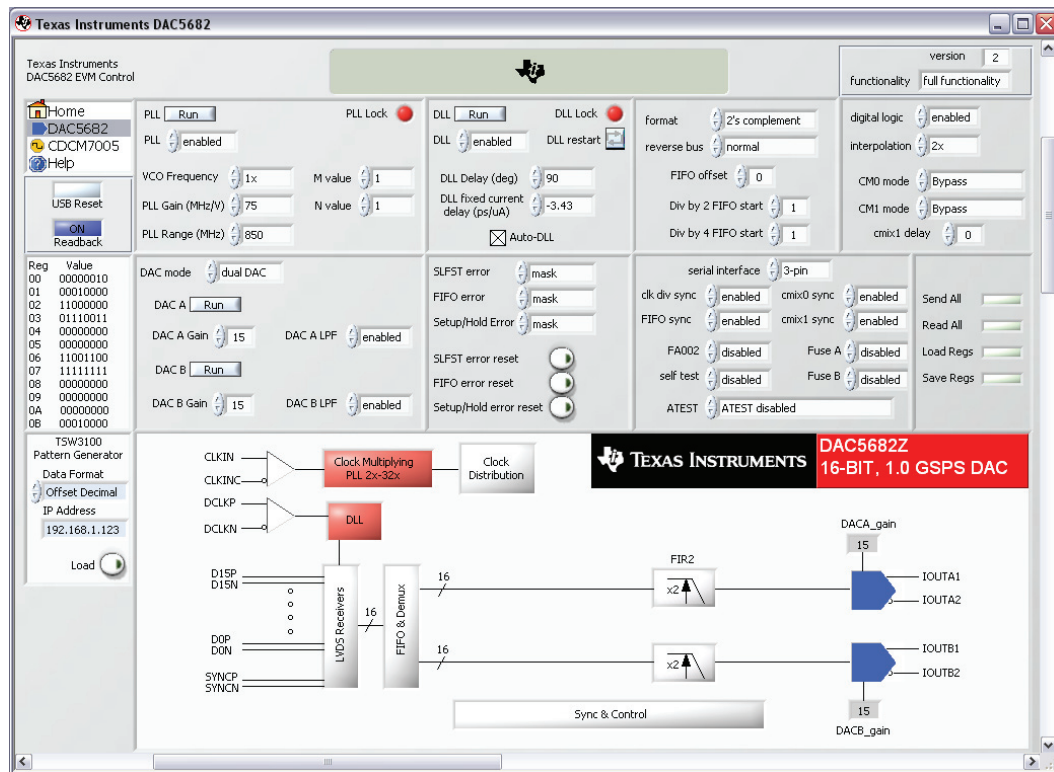 Texas Instruments DAC5682
Texas Instruments
DAC5682 EVM Control
version 2
functionality full functionality
Home
DAC5682
CDCM7005
Help
USB Reset
ON
Readback
PLL Run PLL Lock
PLL enabled
VCO Frequency 1x M value 1
PLL Gain (MHz/V) 75 N value 1
PLL Range (MHz) 850
DLL Run DLL Lock
DLL enabled DLL restart
DLL Delay (deg) 90
DLL fixed current
delay (ps/uA) -3.43
Auto-DLL
format 2's complement
reverse bus normal
FIFO offset 0
Div by 2 FIFO start 1
Div by 4 FIFO start 1
digital logic enabled
interpolation 2x
CM0 mode Bypass
CM1 mode Bypass
cmix1 delay 0
Reg Value
00 00000010
01 00010000
02 11000000
03 01110011
04 00000000
05 00000000
06 11001100
07 11111111
08 00000000
09 00000000
0A 00000000
0B 00010000
DAC mode dual DAC
DAC A Run
DAC A Gain 15 DAC A LPF enabled
DAC B Run
DAC B Gain 15 DAC B LPF enabled
SLFST error mask
FIFO error mask
Setup/Hold Error mask
SLFST error reset
FIFO error reset
Setup/Hold error reset
serial interface 3-pin
clk div sync enabled cmix0 sync enabled
FIFO sync enabled cmix1 sync enabled
FA002 disabled Fuse A disabled
self test disabled Fuse B disabled
ATEST ATEST disabled
Send All
Read All
Load Regs
Save Regs
TSW3100
Pattern Generator
Data Format
Offset Decimal
IP Address
192.168.1.123
Load
TEXAS INSTRUMENTS
DAC5682Z
16-BIT, 1.0 GSPS DAC
CLKIN
CLKINC
Clock Multiplying
PLL 2x-32x
Clock
Distribution
DCLKP
DCLKN
DLL
D15P
D15N
D0P
D0N
SYNCP
SYNCN
LVDS Receivers
16
FIFO & Demux
16
16
FIR2
x2
x2
DACA_gain
15
IOUTA1
IOUTA2
IOUTB1
IOUTB2
15
DACB_gain
Sync & Control